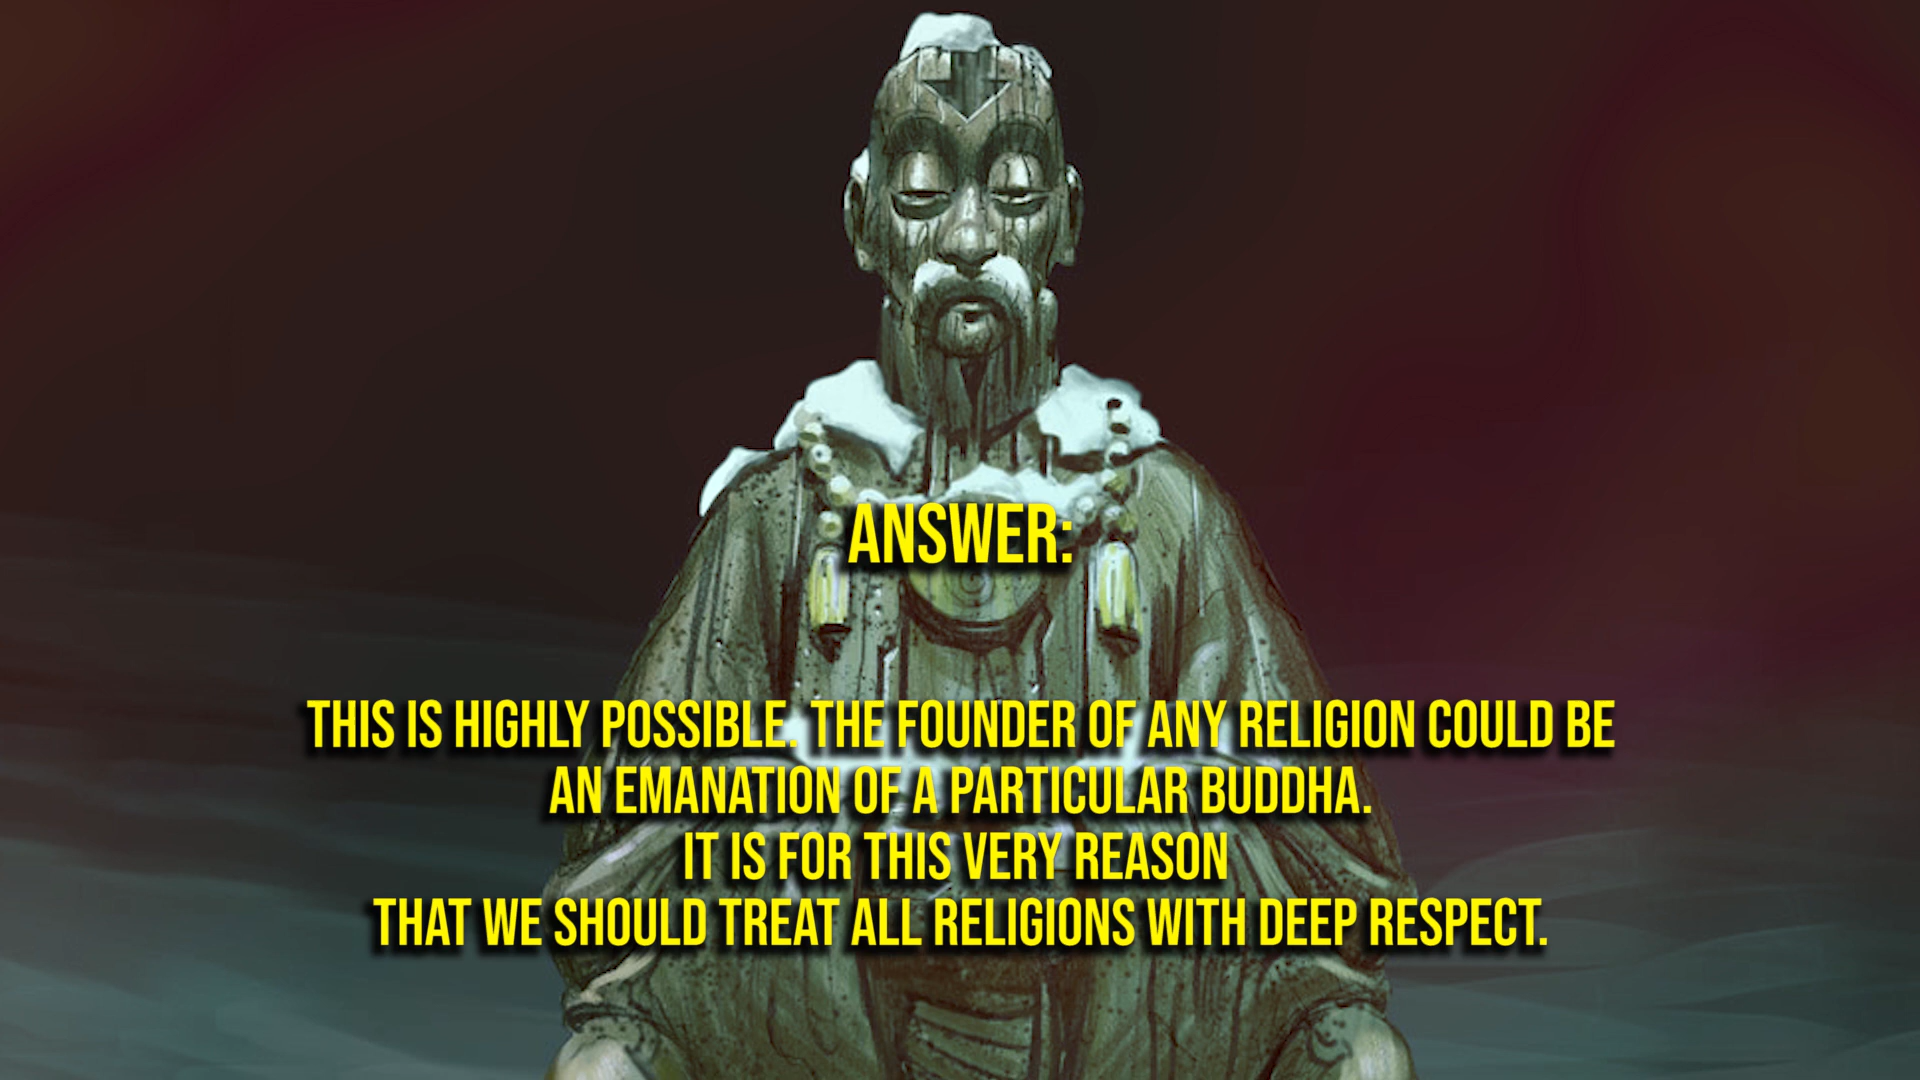 ANSWER:
THIS IS HIGHLY POSSIBLE. THE FOUNDER OF ANY RELIGION COULD BE
AN EMANATION OF A PARTICULAR BUDDHA.
IT IS FOR THIS VERY REASON
THAT WE SHOULD TREAT ALL RELIGIONS WITH DEEP RESPECT.